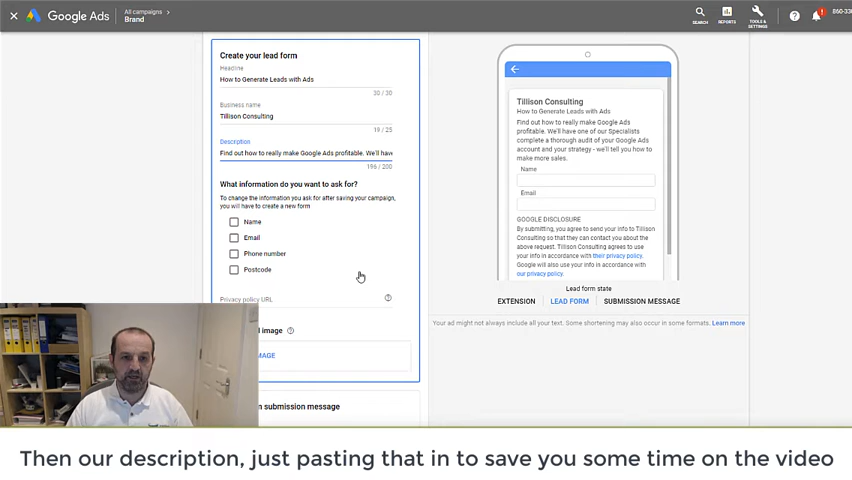 Google Ads
All campaigns
Brand
SEARCH
REPORTS
TOOLS &
SETTINGS
860-33
Create your lead form
Headline
How to Generate Leads with Ads
30 / 30
Business name
Tillison Consulting
19 / 25
Description
Find out how to really make Google Ads profitable. We'll have
196 / 200
What information do you want to ask for?
To change the information you ask for after saving your campaign,
you will have to create a new form
Name
Email
Phone number
Postcode
Privacy policy URL
l image
MAGE
n submission message
Tillison Consulting
How to Generate Leads with Ads
Find out how to really make Google Ads
profitable. We'll have one of our Specialists
complete a thorough audit of your Google Ads
account and your strategy - we'll tell you how to
make more sales.
Name
Email
GOOGLE DISCLOSURE
By submitting, you agree to send your info to Tillison
Consulting so that they can contact you about the
above request. Tillison Consulting agrees to use
your info in accordance with their privacy policy.
Google will also use your info in accordance with
our privacy policy.
Lead form state
EXTENSION LEAD FORM SUBMISSION MESSAGE
Your ad might not always include all your text. Some shortening may also occur in some formats. Learn more
Then our description, just pasting that in to save you some time on the video